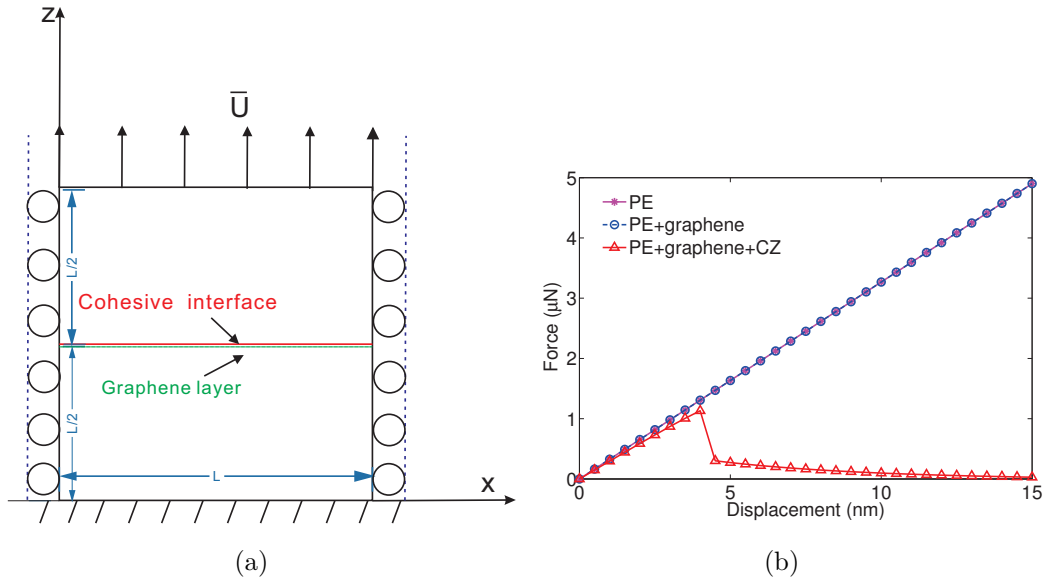 Z
U̅
L/2
Cohesive interface
Graphene layer
L/2
L
X
(a)
5
4
3
2
1
0
0
5
10
15
Force (μN)
Displacement (nm)
PE
PE+graphene
PE+graphene+CZ
(b)